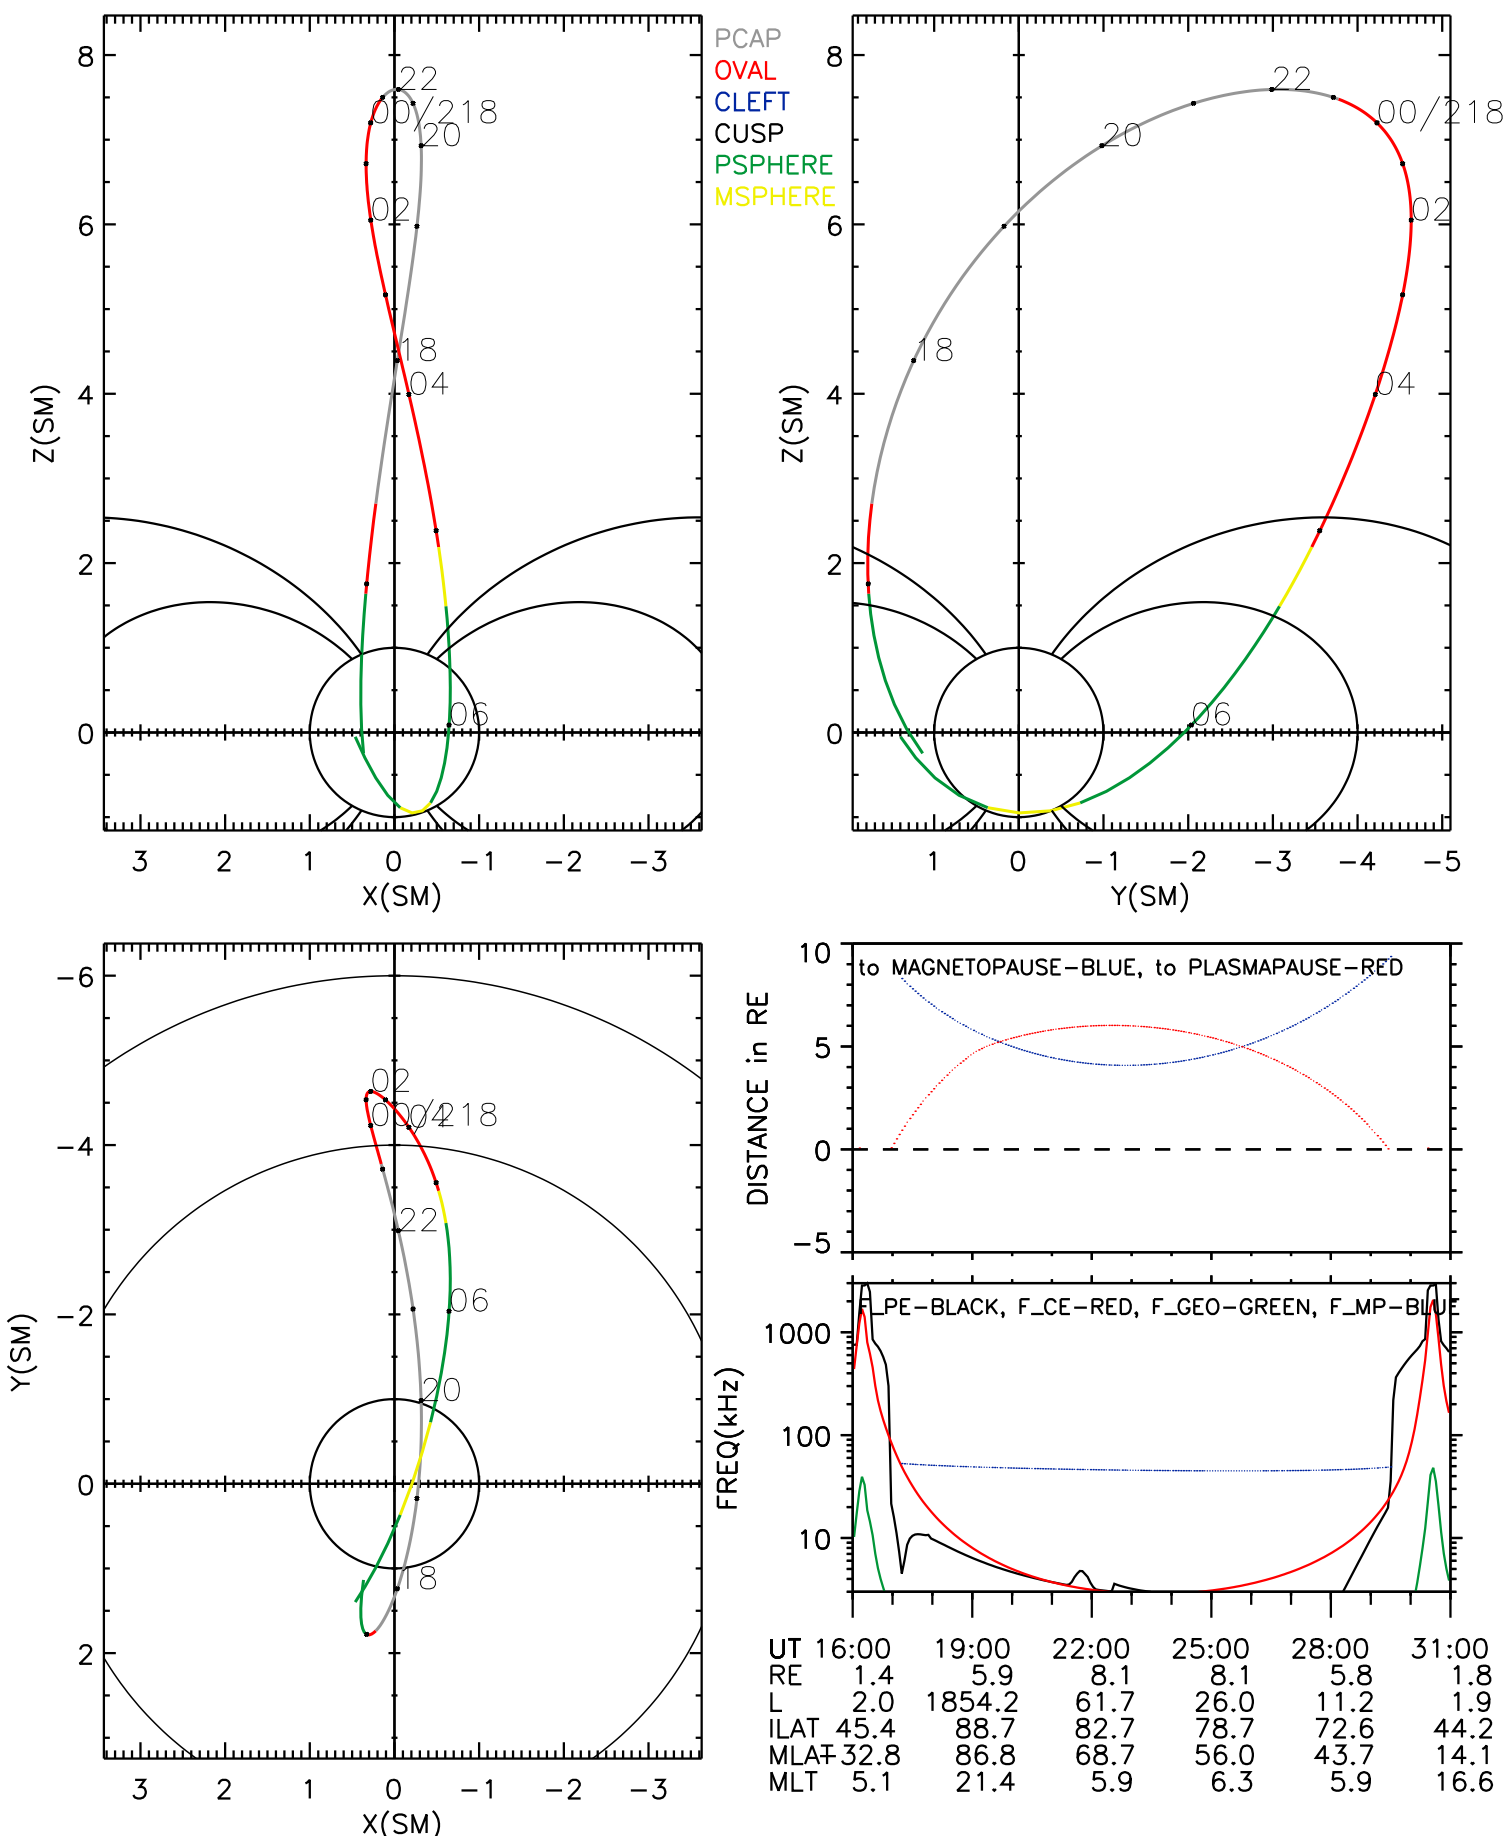 PCAP
OVAL
CLEFT
CUSP
PSPHERE
MSPHERE
8
6
4
2
0
Z(SM)
22
00/218
20
02
18
04
06
3 2 1 0 −1 −2 −3
X(SM)
8
6
4
2
0
Z(SM)
22
00/218
20
02
18
04
06
1 0 −1 −2 −3 −4 −5
Y(SM)
−6
−4
−2
0
2
Y(SM)
02
00/218
04
22
06
20
18
3 2 1 0 −1 −2 −3
X(SM)
10
5
0
−5
DISTANCE in RE
to MAGNETOPAUSE−BLUE, to PLASMAPAUSE−RED
1000
100
10
FREQ(kHz)
F_PE−BLACK, F_CE−RED, F_GEO−GREEN, F_MP−BLUE
UT 16:00 19:00 22:00 25:00 28:00 31:00
RE 1.4 5.9 8.1 8.1 5.8 1.8
L 2.0 1854.2 61.7 26.0 11.2 1.9
ILAT 45.4 88.7 82.7 78.7 72.6 44.2
MLAT−32.8 86.8 68.7 56.0 43.7 14.1
MLT 5.1 21.4 5.9 6.3 5.9 16.6